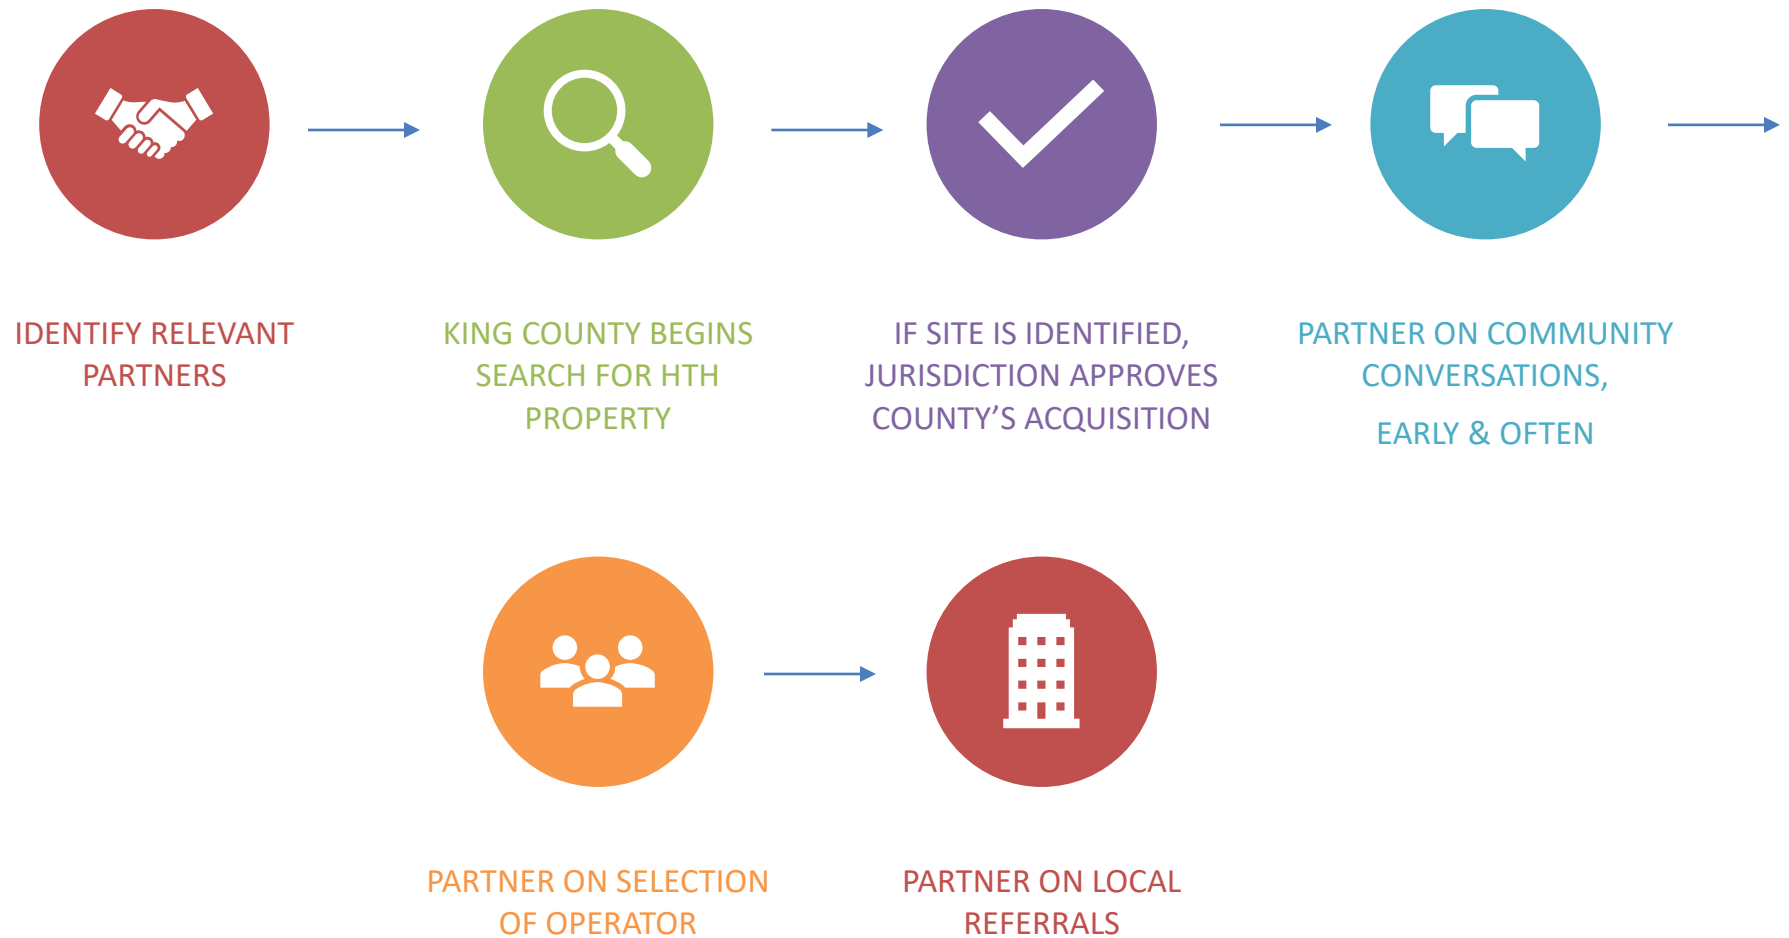 IDENTIFY RELEVANT
PARTNERS
KING COUNTY BEGINS
SEARCH FOR HTH
PROPERTY
IF SITE IS IDENTIFIED,
JURISDICTION APPROVES
COUNTY’S ACQUISITION
PARTNER ON COMMUNITY
CONVERSATIONS,
EARLY & OFTEN
PARTNER ON SELECTION
OF OPERATOR
PARTNER ON LOCAL
REFERRALS